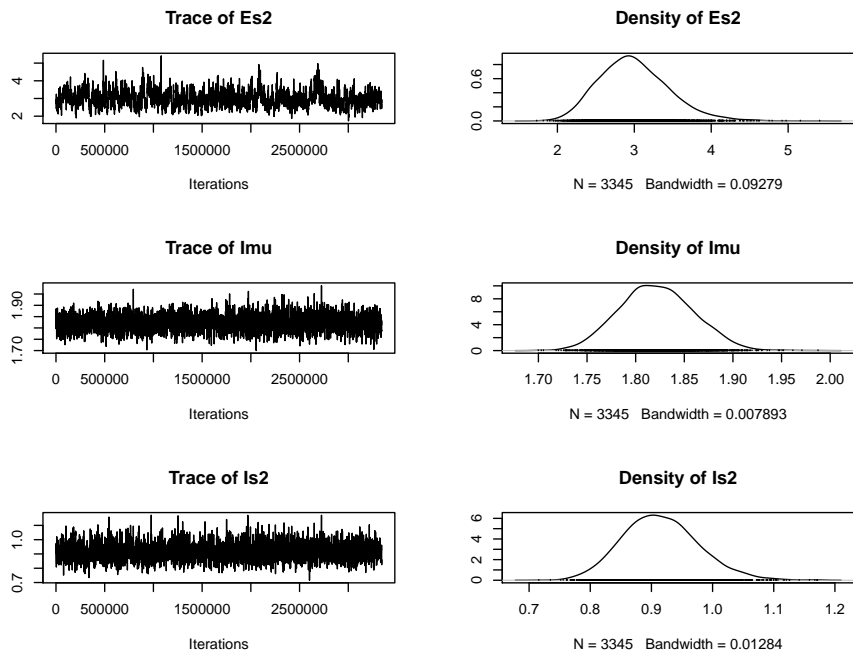 Trace of Es2
4
2
0 500000 1500000 2500000
Iterations
Density of Es2
0.6
0.0
2 3 4 5
N = 3345 Bandwidth = 0.09279
Trace of Imu
1.90
1.70
0 500000 1500000 2500000
Iterations
Density of Imu
8
4
0
1.70 1.75 1.80 1.85 1.90 1.95 2.00
N = 3345 Bandwidth = 0.007893
Trace of Is2
1.0
0.7
0 500000 1500000 2500000
Iterations
Density of Is2
6
4
2
0
0.7 0.8 0.9 1.0 1.1 1.2
N = 3345 Bandwidth = 0.01284